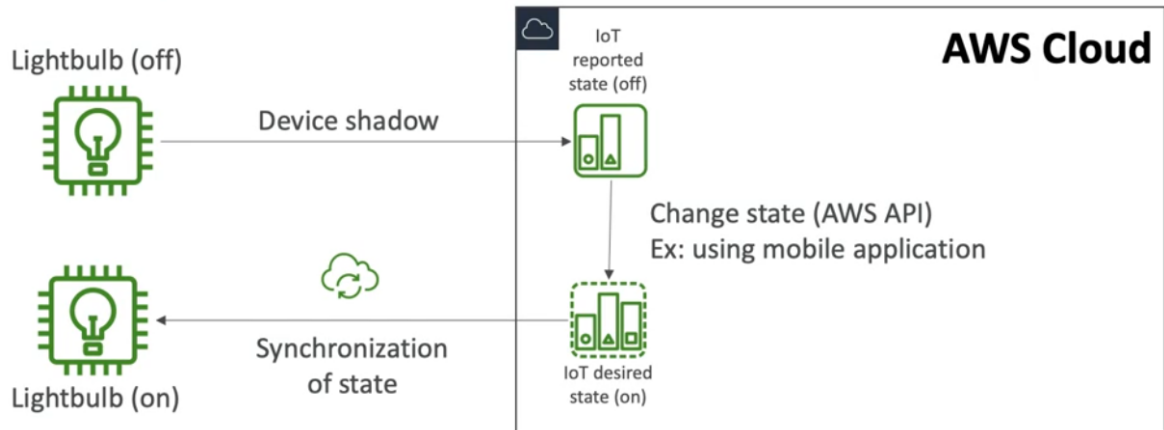 AWS Cloud
Lightbulb (off)
Device shadow
IoT
reported
state (off)
Change state (AWS API)
Ex: using mobile application
Synchronization
of state
Lightbulb (on)
IoT desired
state (on)